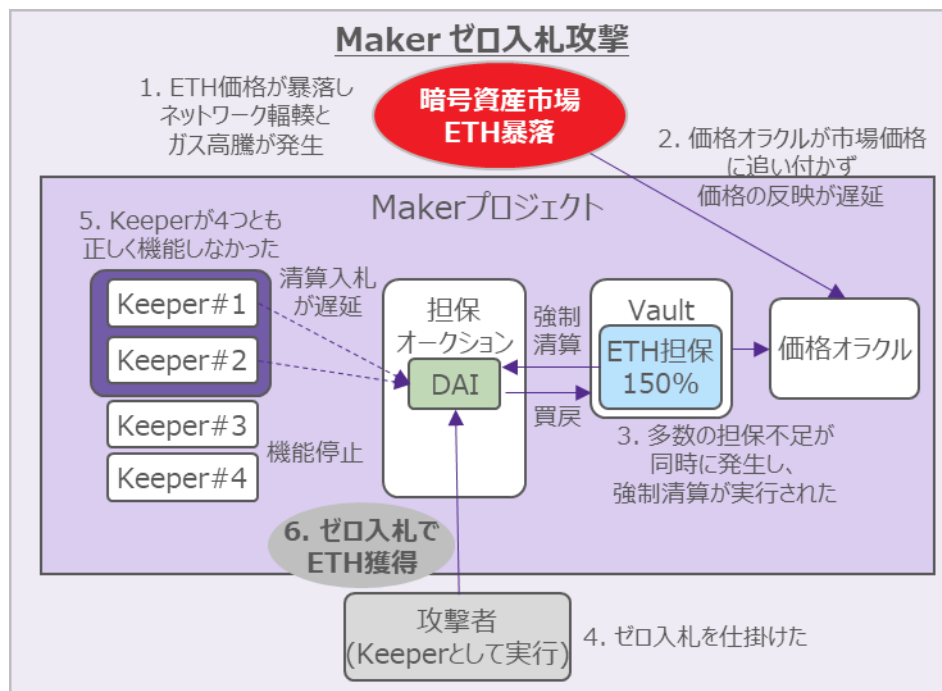 Maker ゼロ入札攻撃
1. ETH価格が暴落し
ネットワーク輻輳と
ガス高騰が発生
暗号資産市場
ETH暴落
2. 価格オラクルが市場価格
に追い付かず
価格の反映が遅延
Makerプロジェクト
5. Keeperが4つとも
正しく機能しなかった
Keeper#1
Keeper#2
Keeper#3
Keeper#4
清算入札
が遅延
機能停止
担保
オークション
DAI
強制
清算
買戻
Vault
ETH担保
150%
価格オラクル
3. 多数の担保不足が
同時に発生し、
強制清算が実行された
6. ゼロ入札で
ETH獲得
攻撃者
(Keeperとして実行)
4. ゼロ入札を仕掛けた